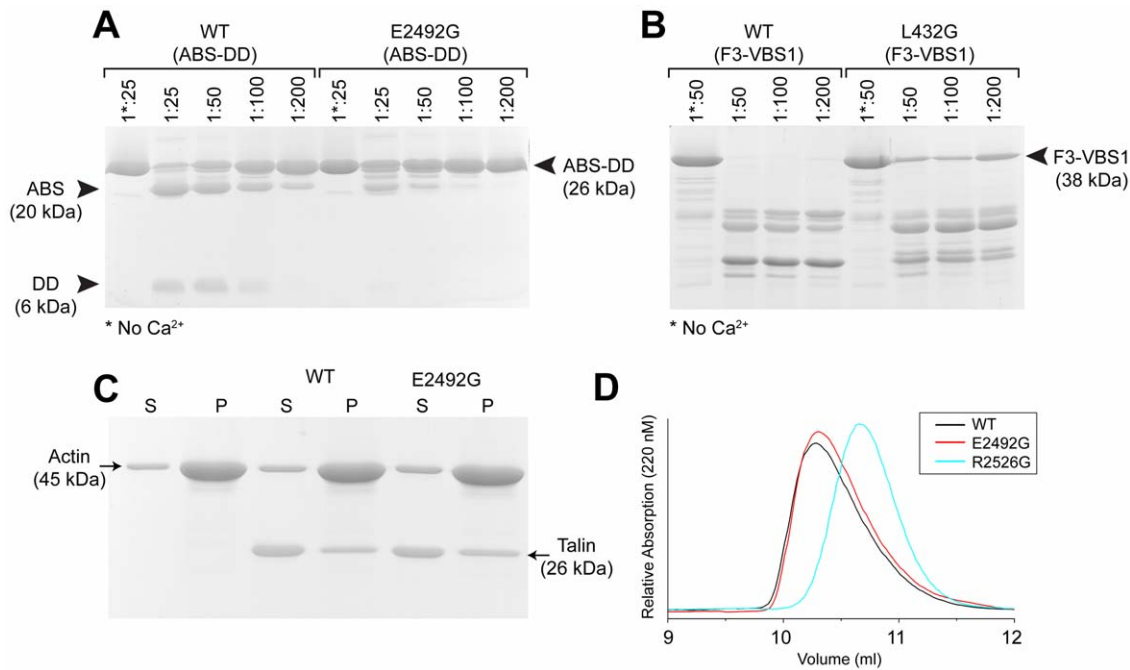 A
WT
(ABS-DD)
E2492G
(ABS-DD)
1*:25
1:25
1:50
1:100
1:200
1*:25
1:25
1:50
1:100
1:200
ABS
(20 kDa)
DD
(6 kDa)
ABS-DD
(26 kDa)
* No Ca²⁺
B
WT
(F3-VBS1)
L432G
(F3-VBS1)
1*:50
1:50
1:100
1:200
1*:50
1:50
1:100
1:200
F3-VBS1
(38 kDa)
* No Ca²⁺
C
WT
E2492G
S
P
S
P
S
P
Actin
(45 kDa)
Talin
(26 kDa)
D
WT
E2492G
R2526G
Relative Absorption (220 nM)
9
10
11
12
Volume (ml)